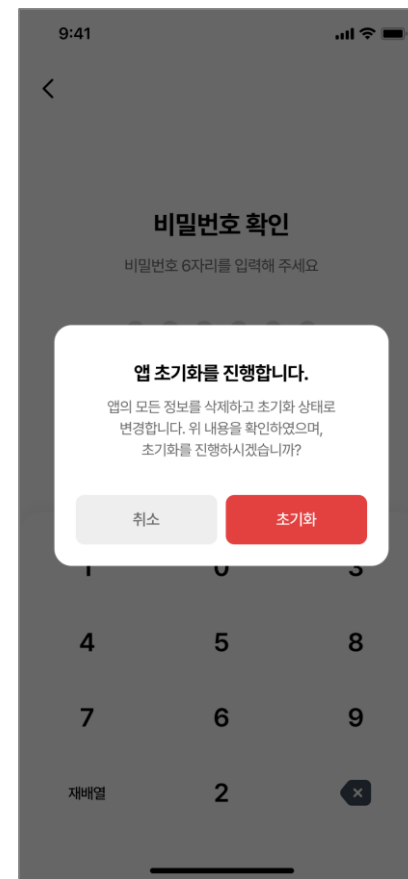 9:41
비밀번호 확인
비밀번호 6자리를 입력해 주세요
앱 초기화를 진행합니다.
앱의 모든 정보를 삭제하고 초기화 상태로
변경합니다. 위 내용을 확인하였으며,
초기화를 진행하시겠습니까?
취소 초기화
1 0 3
4 5 8
7 6 9
재배열 2